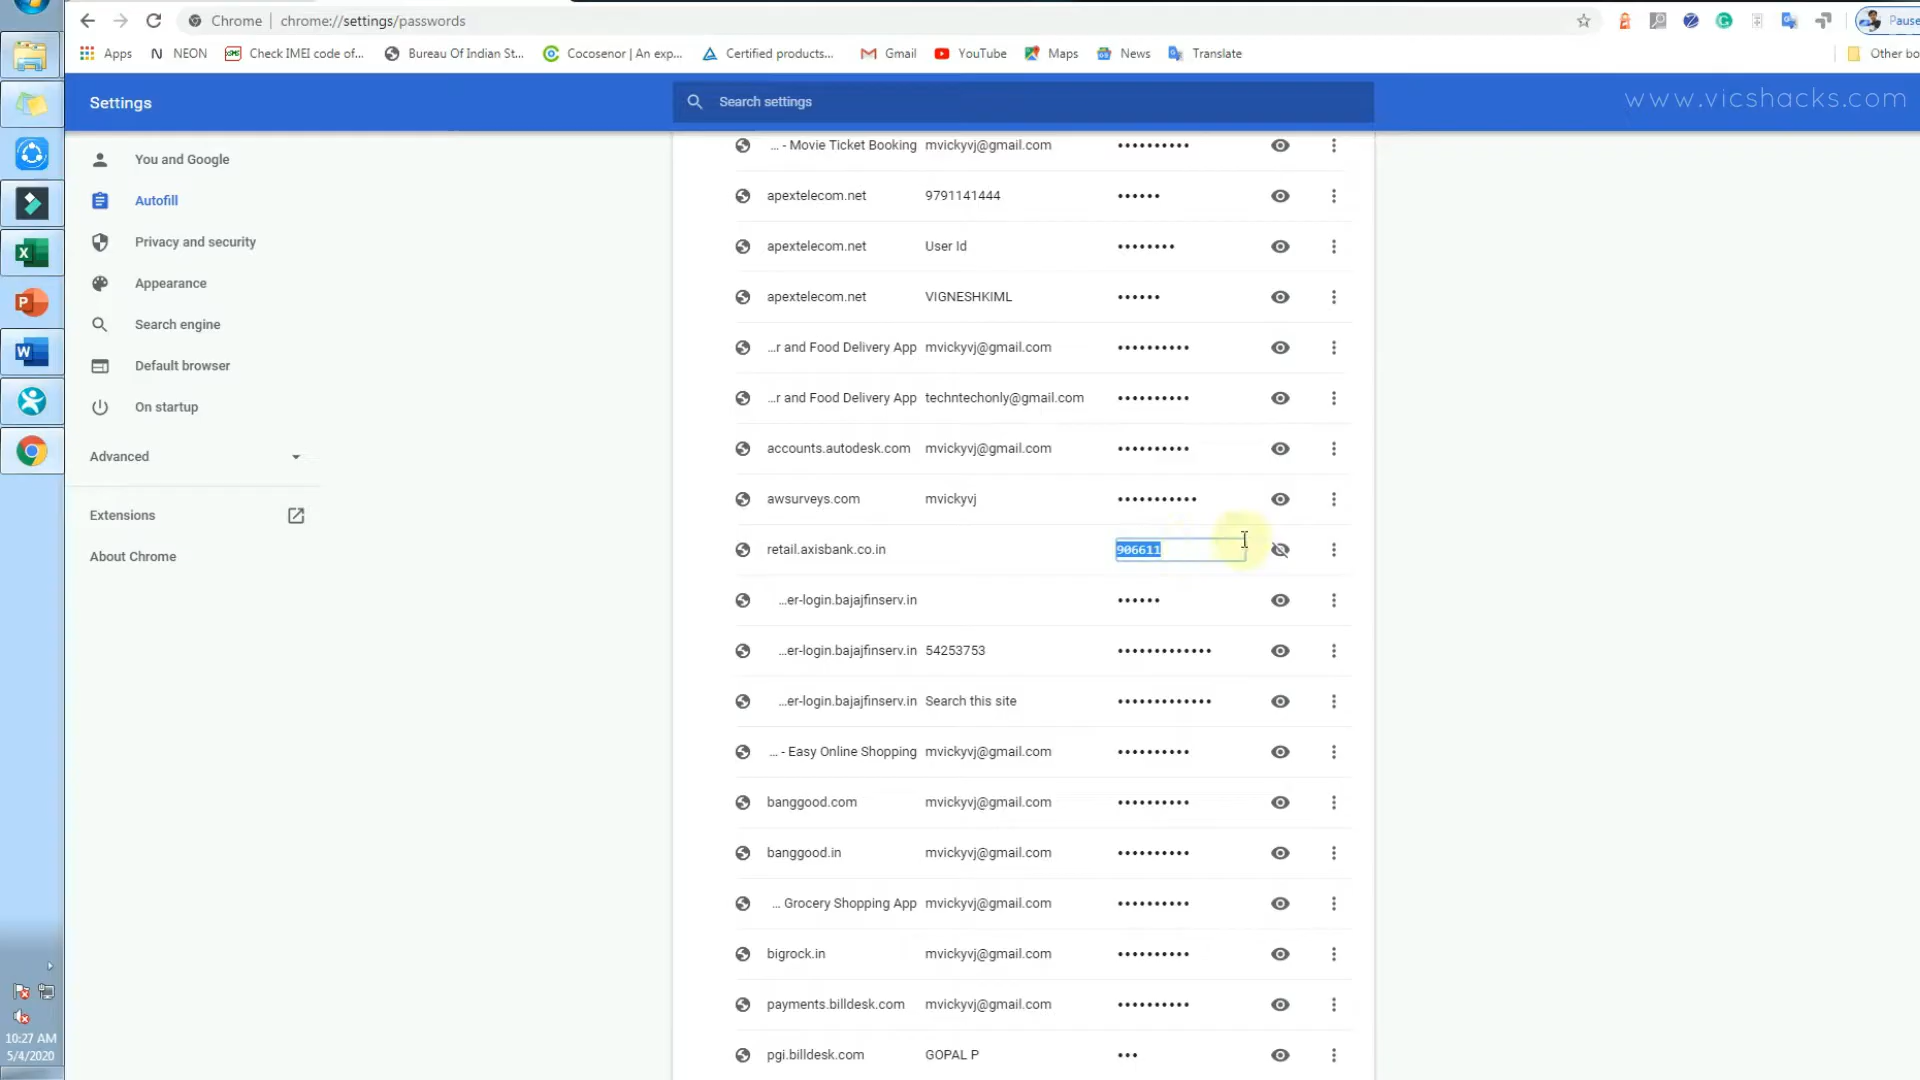 Chrome | chrome://settings/passwords
Pause
Apps NEON Check IMEI code of... Bureau Of Indian St... Cocosenor | An exp... Certified products... Gmail YouTube Maps News Translate Other bo
Settings
Search settings
www.vicshacks.com
You and Google
Autofill
Privacy and security
Appearance
Search engine
Default browser
On startup
Advanced
Extensions
About Chrome
... - Movie Ticket Booking mvickyvj@gmail.com ••••••••••
apextelecom.net 9791141444 ••••••
apextelecom.net User Id ••••••••
apextelecom.net VIGNESHKIML ••••••
...r and Food Delivery App mvickyvj@gmail.com ••••••••••
...r and Food Delivery App techntechonly@gmail.com ••••••••••
accounts.autodesk.com mvickyvj@gmail.com ••••••••••
awsurveys.com mvickyvj •••••••••••
retail.axisbank.co.in 906611
...er-login.bajajfinserv.in ••••••
...er-login.bajajfinserv.in 54253753 •••••••••••••
...er-login.bajajfinserv.in Search this site •••••••••••••
... - Easy Online Shopping mvickyvj@gmail.com ••••••••••
banggood.com mvickyvj@gmail.com ••••••••••
banggood.in mvickyvj@gmail.com ••••••••••
... Grocery Shopping App mvickyvj@gmail.com ••••••••••
bigrock.in mvickyvj@gmail.com ••••••••••
payments.billdesk.com mvickyvj@gmail.com ••••••••••
pgi.billdesk.com GOPAL P •••
10:27 AM
5/4/2020